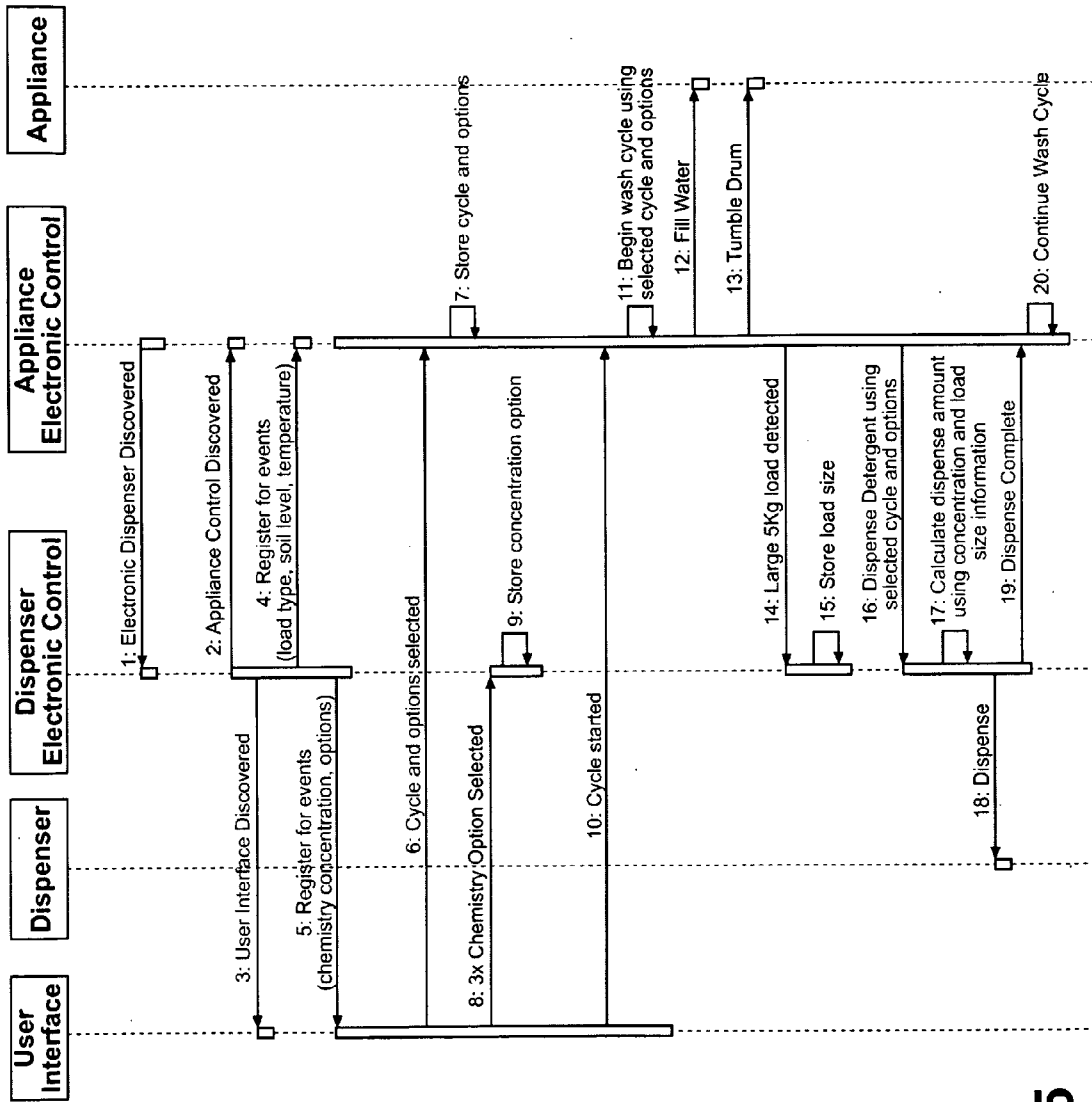 User
Interface
Dispenser
Dispenser
Electronic Control
Appliance
Electronic Control
Appliance
1: Electronic Dispenser Discovered
2: Appliance Control Discovered
3: User Interface Discovered
4: Register for events
(load type, soil level, temperature)
5: Register for events
(chemistry concentration, options)
6: Cycle and options selected
7: Store cycle and options
8: 3x Chemistry Option Selected
9: Store concentration option
10: Cycle started
11: Begin wash cycle using
selected cycle and options
12: Fill Water
13: Tumble Drum
14: Large 5Kg load detected
15: Store load size
16: Dispense Detergent using
selected cycle and options
17: Calculate dispense amount
using concentration and load
size information
18: Dispense
19: Dispense Complete
20: Continue Wash Cycle